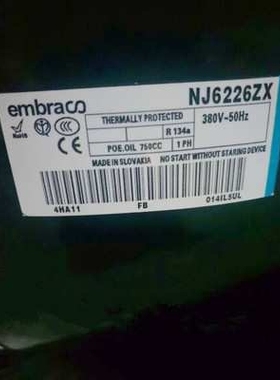 embraco
NJ6226ZX
THERMALLY PROTECTED
380V~50Hz
R 134a
POE.OIL 750CC
1 PH
MADE IN SLOVAKIA
NO START WITHOUT STARING DEVICE
4HA11
FB
014IL5UL